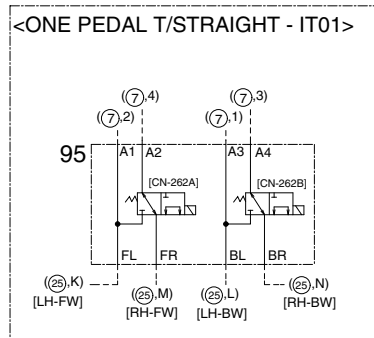 <ONE PEDAL T/STRAIGHT - IT01>
(7,4) (7,3)
(7,2) (7,1)
95 A1 A2 A3 A4
[CN-262A] [CN-262B]
FL FR BL BR
(25,K) (25,M) (25,L) (25,N)
[LH-FW] [RH-FW] [LH-BW] [RH-BW]